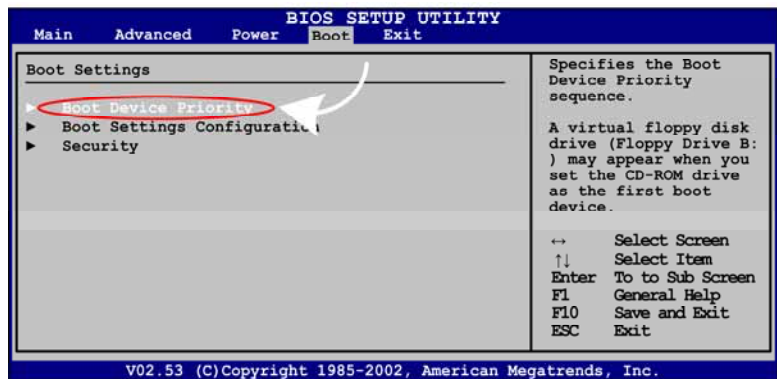 BIOS SETUP UTILITY
Main Advanced Power Boot Exit
Boot Settings
► Boot Device Priority
► Boot Settings Configuration
► Security
Specifies the Boot
Device Priority
sequence.
A virtual floppy disk
drive (Floppy Drive B:
) may appear when you
set the CD-ROM drive
as the first boot
device.
↔ Select Screen
↑↓ Select Item
Enter To to Sub Screen
F1 General Help
F10 Save and Exit
ESC Exit
V02.53 (C)Copyright 1985-2002, American Megatrends, Inc.